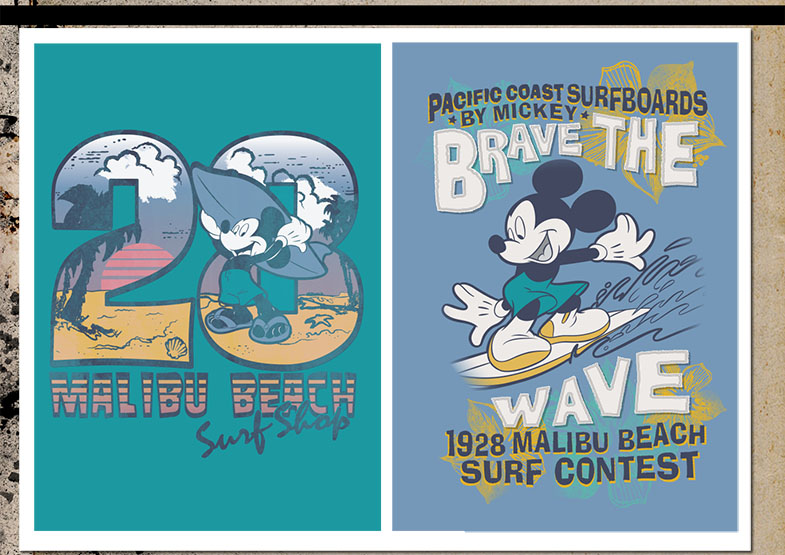 28
MALIBU BEACH
Surf Shop
PACIFIC COAST SURFBOARDS
* BY MICKEY *
BRAVE THE
WAVE
1928 MALIBU BEACH
SURF CONTEST